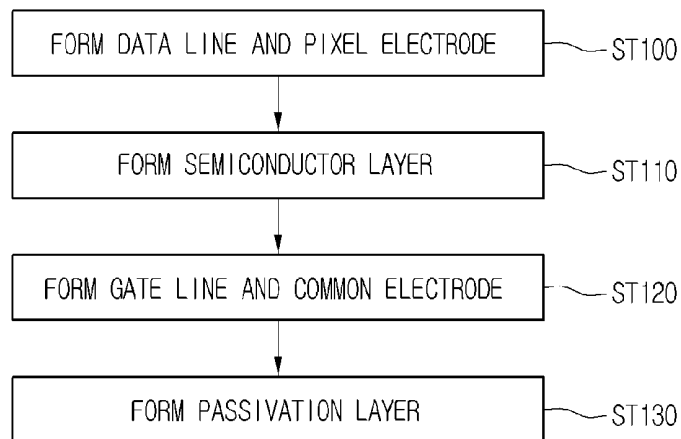 FORM DATA LINE AND PIXEL ELECTRODE
ST100
FORM SEMICONDUCTOR LAYER
ST110
FORM GATE LINE AND COMMON ELECTRODE
ST120
FORM PASSIVATION LAYER
ST130